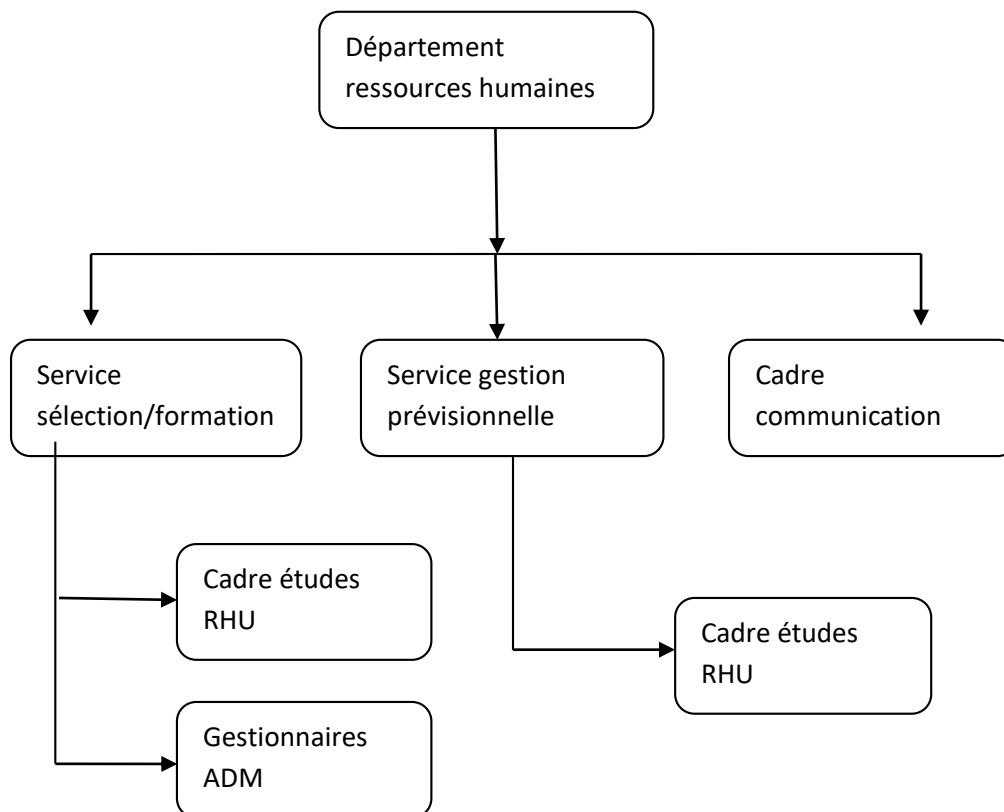 Département
ressources humaines
Service
sélection/formation
Service gestion
prévisionnelle
Cadre
communication
Cadre études
RHU
Cadre études
RHU
Gestionnaires
ADM